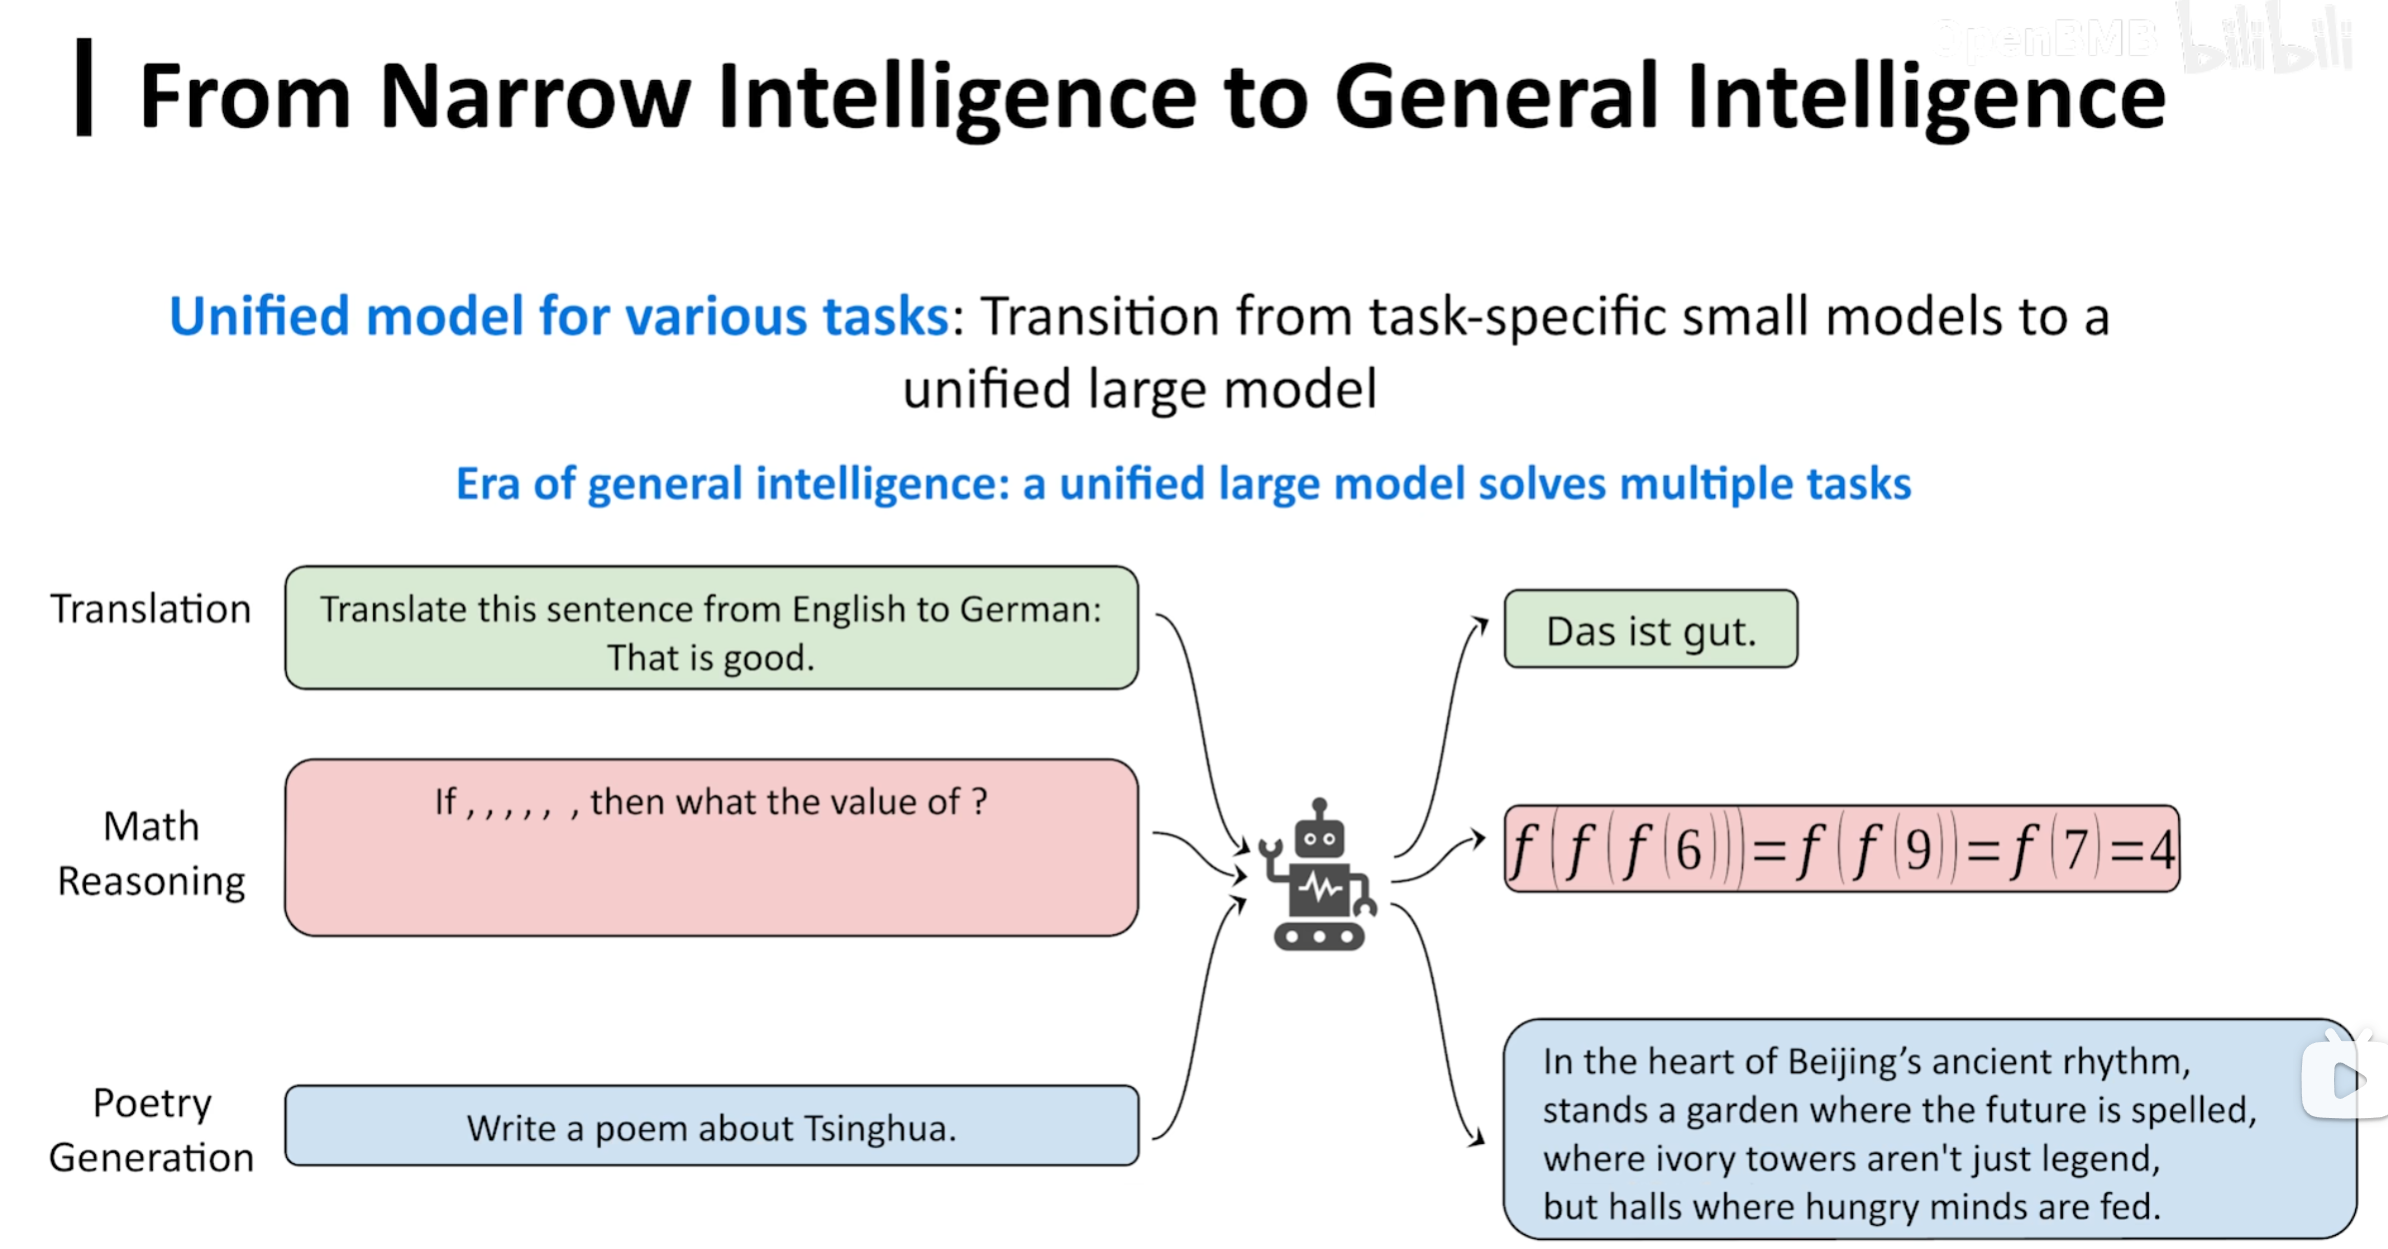 OpenBMB bilibili
From Narrow Intelligence to General Intelligence
Unified model for various tasks: Transition from task-specific small models to a
unified large model
Era of general intelligence: a unified large model solves multiple tasks
Translation
Translate this sentence from English to German:
That is good.
Das ist gut.
Math
Reasoning
If , , , , , , then what the value of ?
f(f(f(6)))=f(f(9))=f(7)=4
Poetry
Generation
Write a poem about Tsinghua.
In the heart of Beijing’s ancient rhythm,
stands a garden where the future is spelled,
where ivory towers aren't just legend,
but halls where hungry minds are fed.